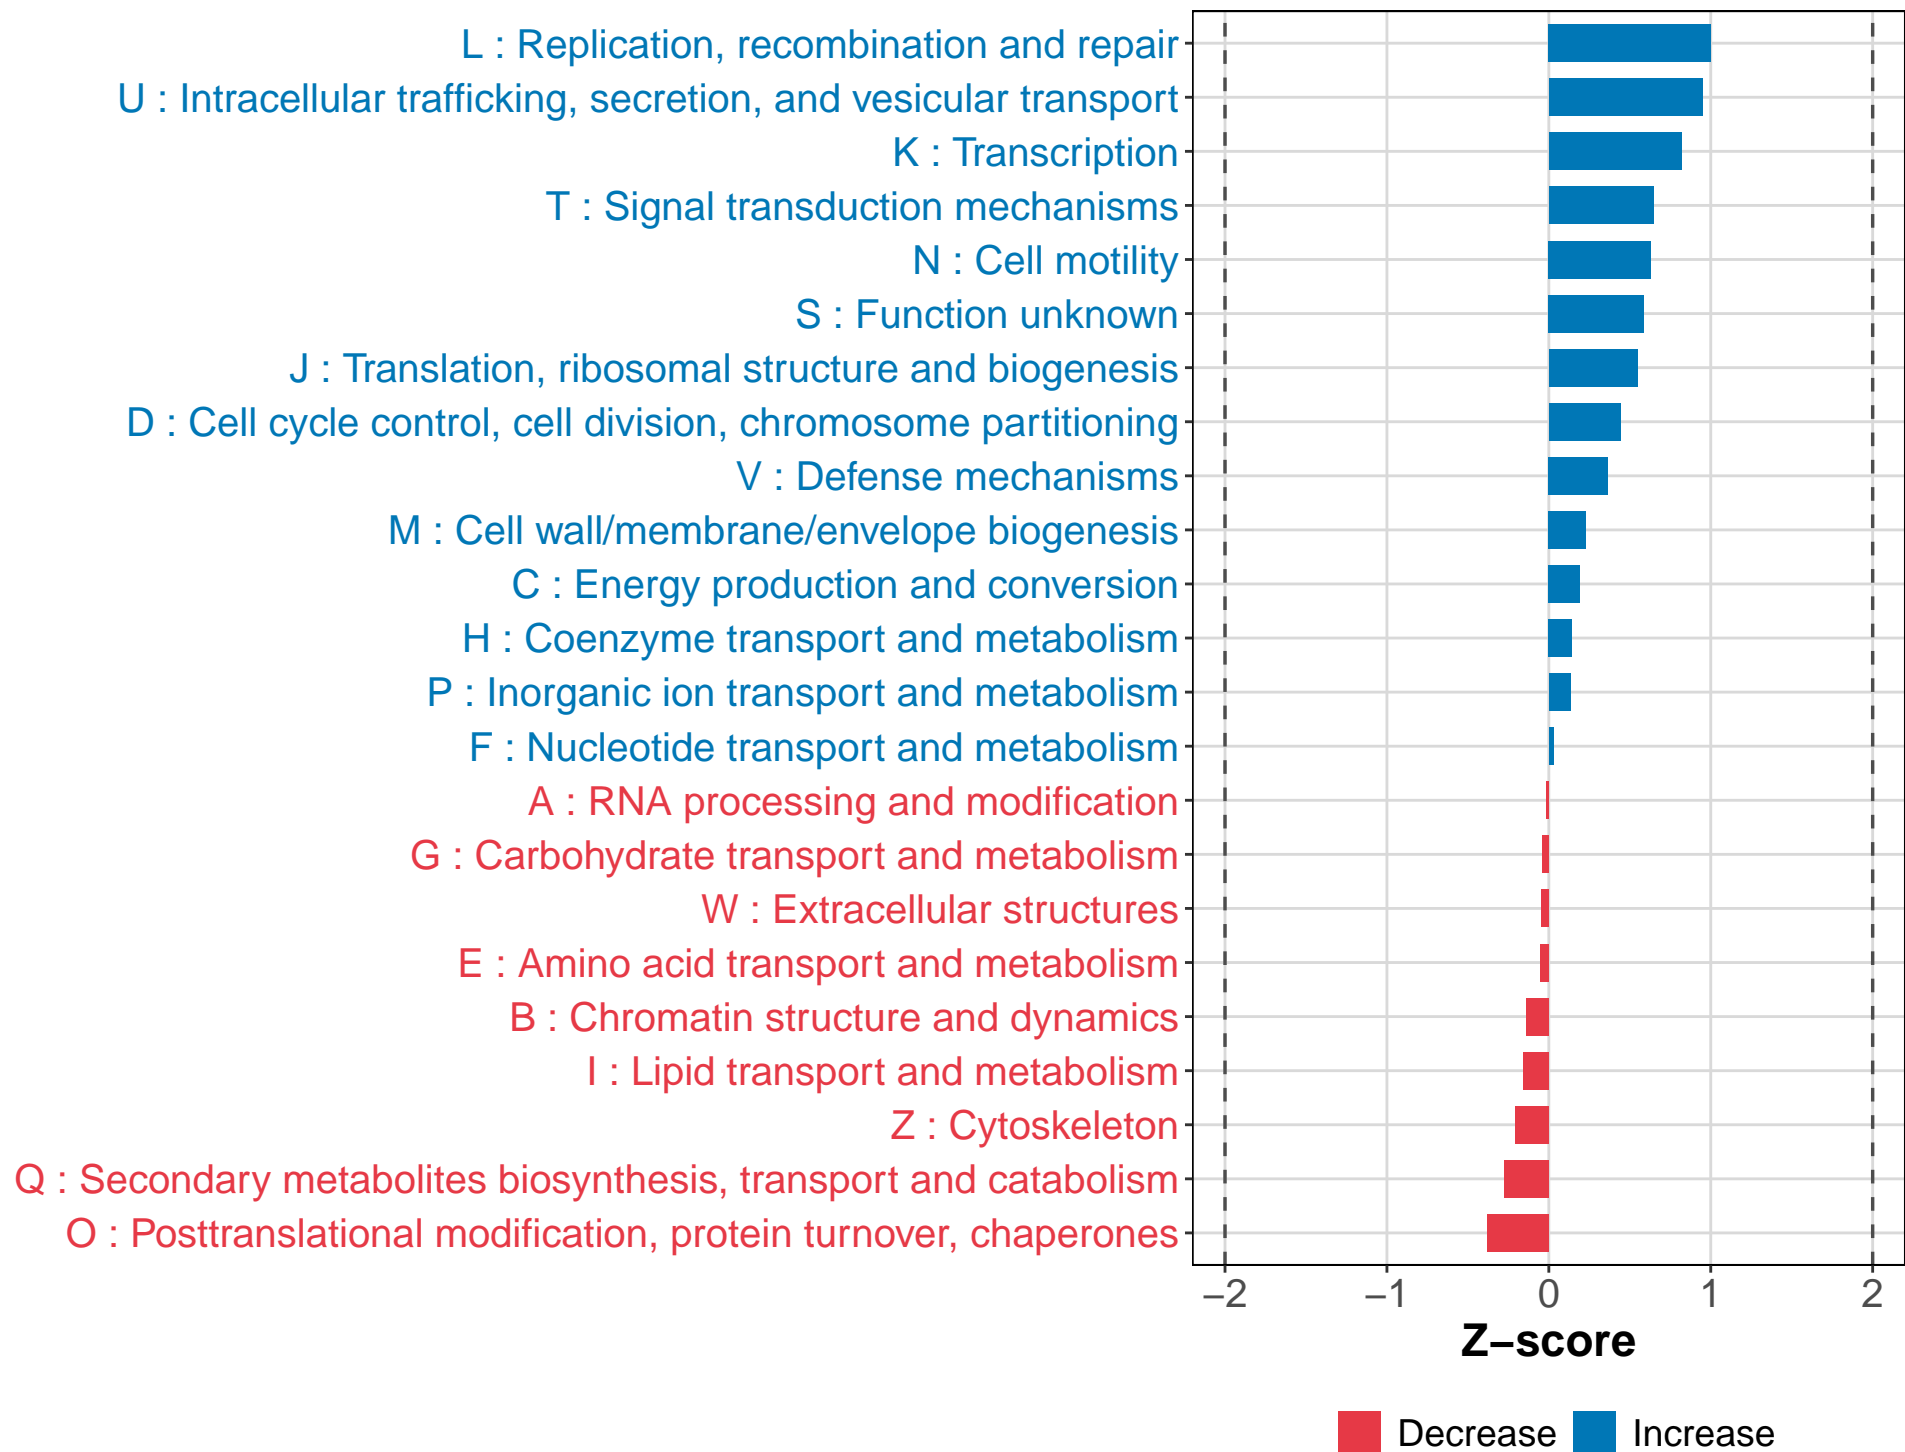 L : Replication, recombination and repair
U : Intracellular trafficking, secretion, and vesicular transport
K : Transcription
T : Signal transduction mechanisms
N : Cell motility
S : Function unknown
J : Translation, ribosomal structure and biogenesis
D : Cell cycle control, cell division, chromosome partitioning
V : Defense mechanisms
M : Cell wall/membrane/envelope biogenesis
C : Energy production and conversion
H : Coenzyme transport and metabolism
P : Inorganic ion transport and metabolism
F : Nucleotide transport and metabolism
A : RNA processing and modification
G : Carbohydrate transport and metabolism
W : Extracellular structures
E : Amino acid transport and metabolism
B : Chromatin structure and dynamics
I : Lipid transport and metabolism
Z : Cytoskeleton
Q : Secondary metabolites biosynthesis, transport and catabolism
O : Posttranslational modification, protein turnover, chaperones
−2 −1 0 1 2
Z−score
Decrease Increase